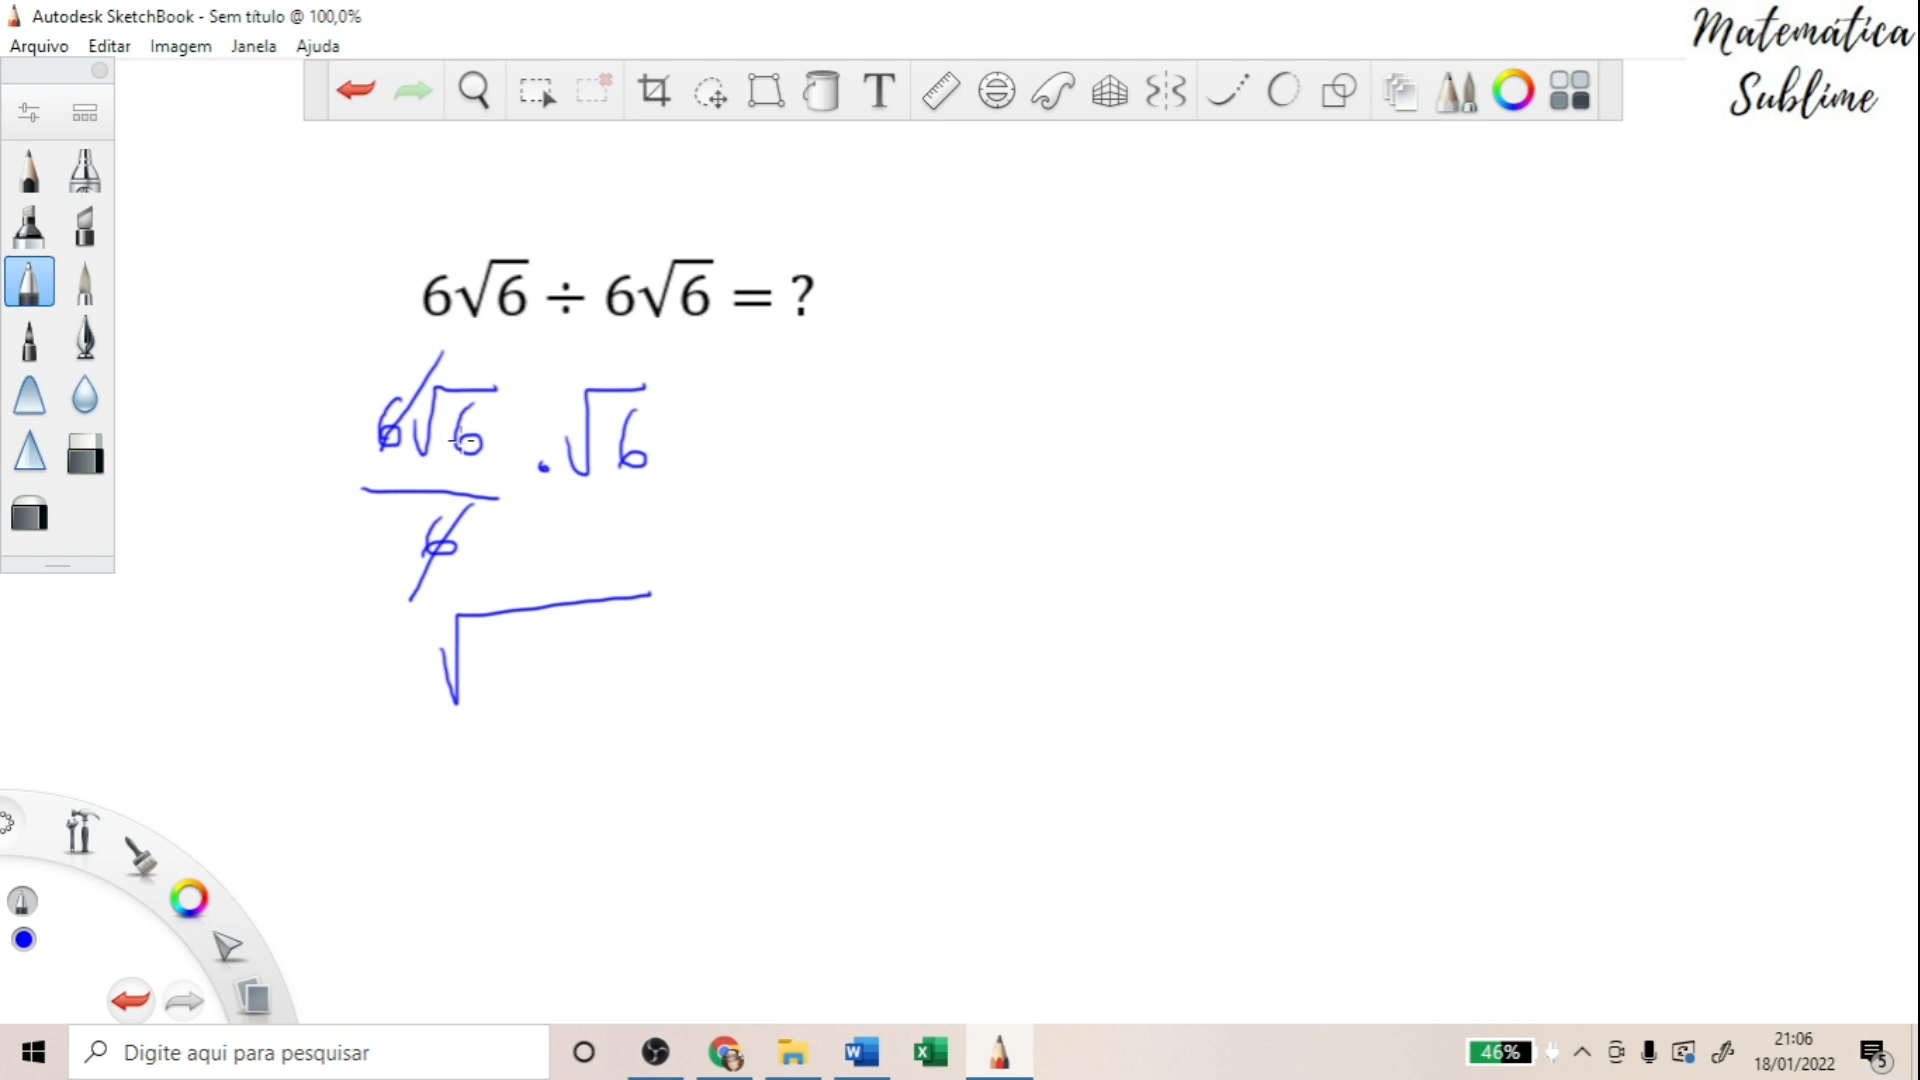 Autodesk SketchBook - Sem título @ 100,0%
Arquivo Editar Imagem Janela Ajuda
Matemática
Sublime
T
6√6 ÷ 6√6 = ?
6√6 . √6
6
√
Digite aqui para pesquisar
46%
21:06
18/01/2022
5